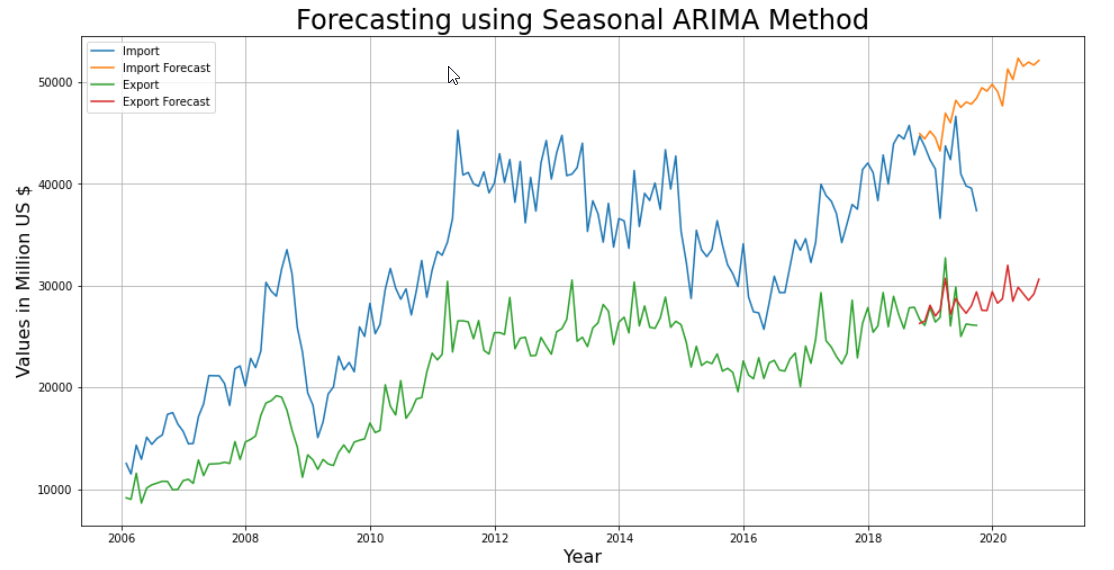 Forecasting using Seasonal ARIMA Method
Import
Import Forecast
Export
Export Forecast
Values in Million US $
50000
40000
30000
20000
10000
2006 2008 2010 2012 2014 2016 2018 2020
Year